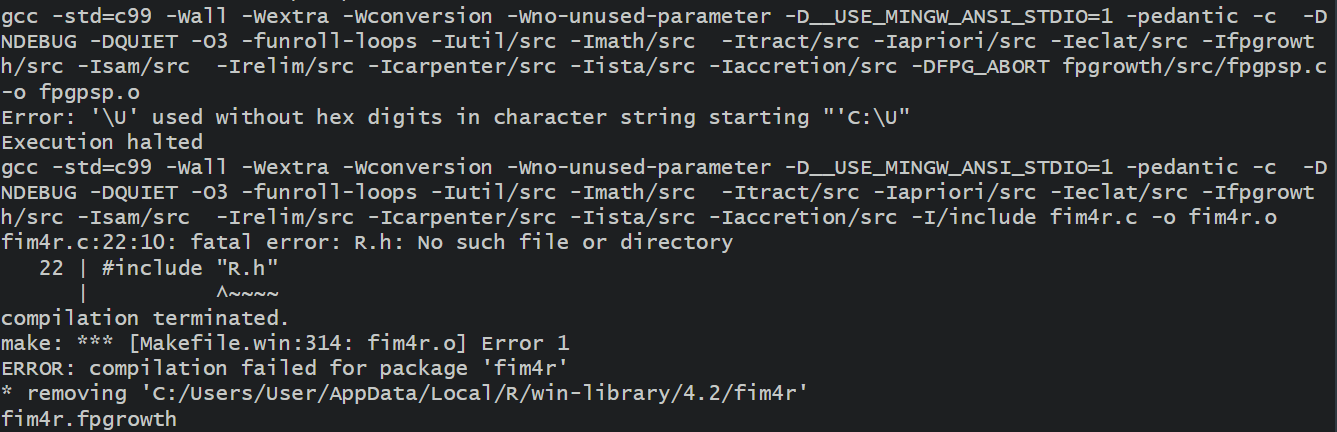 gcc -std=c99 -Wall -Wextra -Wconversion -Wno-unused-parameter -D__USE_MINGW_ANSI_STDIO=1 -pedantic -c  -D
NDEBUG -DQUIET -O3 -funroll-loops -Iutil/src -Imath/src  -Itract/src -Iapriori/src -Ieclat/src -Ifpgrowt
h/src -Isam/src  -Irelim/src -Icarpenter/src -Iista/src -Iaccretion/src -DFPG_ABORT fpgrowth/src/fpgpsp.c
-o fpgpsp.o
Error: '\U' used without hex digits in character string starting "'C:\U"
Execution halted
gcc -std=c99 -Wall -Wextra -Wconversion -Wno-unused-parameter -D__USE_MINGW_ANSI_STDIO=1 -pedantic -c  -D
NDEBUG -DQUIET -O3 -funroll-loops -Iutil/src -Imath/src  -Itract/src -Iapriori/src -Ieclat/src -Ifpgrowt
h/src -Isam/src  -Irelim/src -Icarpenter/src -Iista/src -Iaccretion/src -I/include fim4r.c -o fim4r.o
fim4r.c:22:10: fatal error: R.h: No such file or directory
   22 | #include "R.h"
      |          ^~~~~
compilation terminated.
make: *** [Makefile.win:314: fim4r.o] Error 1
ERROR: compilation failed for package 'fim4r'
* removing 'C:/Users/User/AppData/Local/R/win-library/4.2/fim4r'
fim4r.fpgrowth